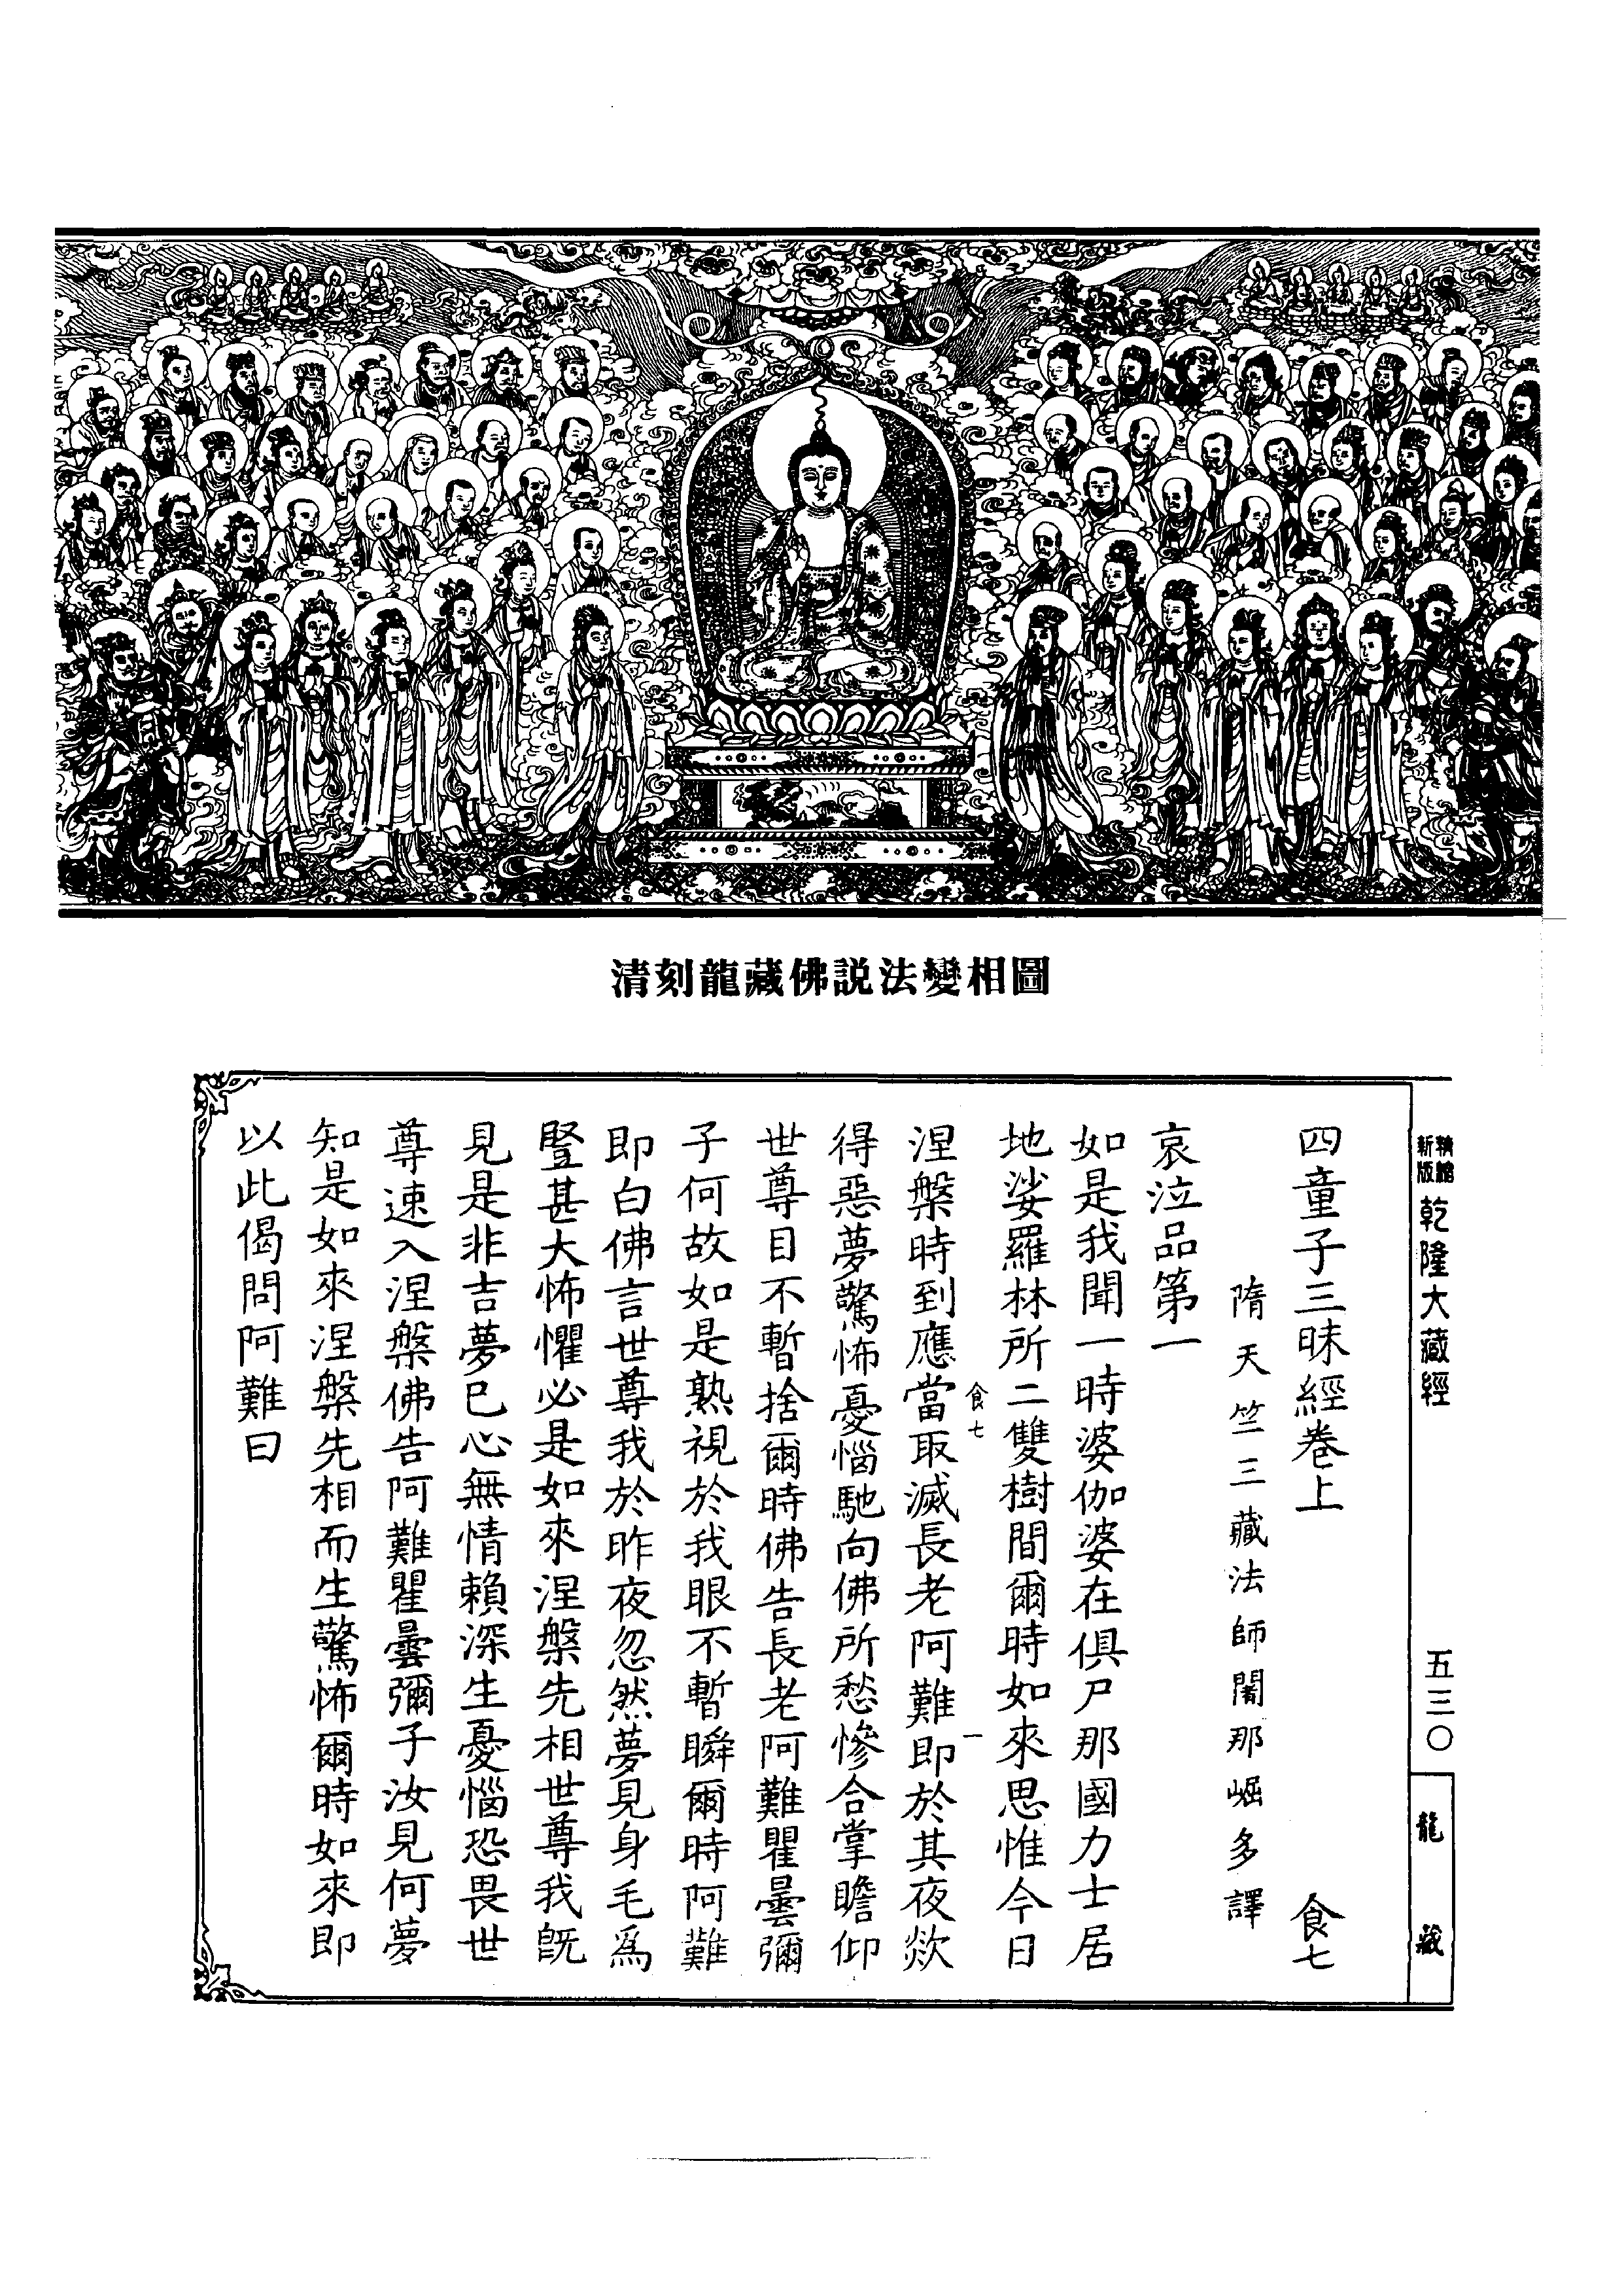 清刻龍藏佛説法變相圖
精縮新版 乾隆大藏經
五三〇
龍藏
四童子三昧經卷上 食七
隋天竺三藏法師闍那崛多譯
哀泣品第一
如是我聞一時婆伽婆在俱尸那國力士居
地娑羅林所二雙樹間爾時如來思惟今日
食七 一
涅槃時到應當取滅長老阿難即於其夜欻
得惡夢驚怖憂惱馳向佛所愁慘合掌瞻仰
世尊目不暫捨爾時佛告長老阿難瞿曇彌
子何故如是熟視於我眼不暫瞬爾時阿難
即白佛言世尊我於昨夜忽然夢見身毛爲
豎甚大怖懼必是如來涅槃先相世尊我旣
見是非吉夢已心無情賴深生憂惱恐畏世
尊速入涅槃佛告阿難瞿曇彌子汝見何夢
知是如來涅槃先相而生驚怖爾時如來即
以此偈問阿難曰